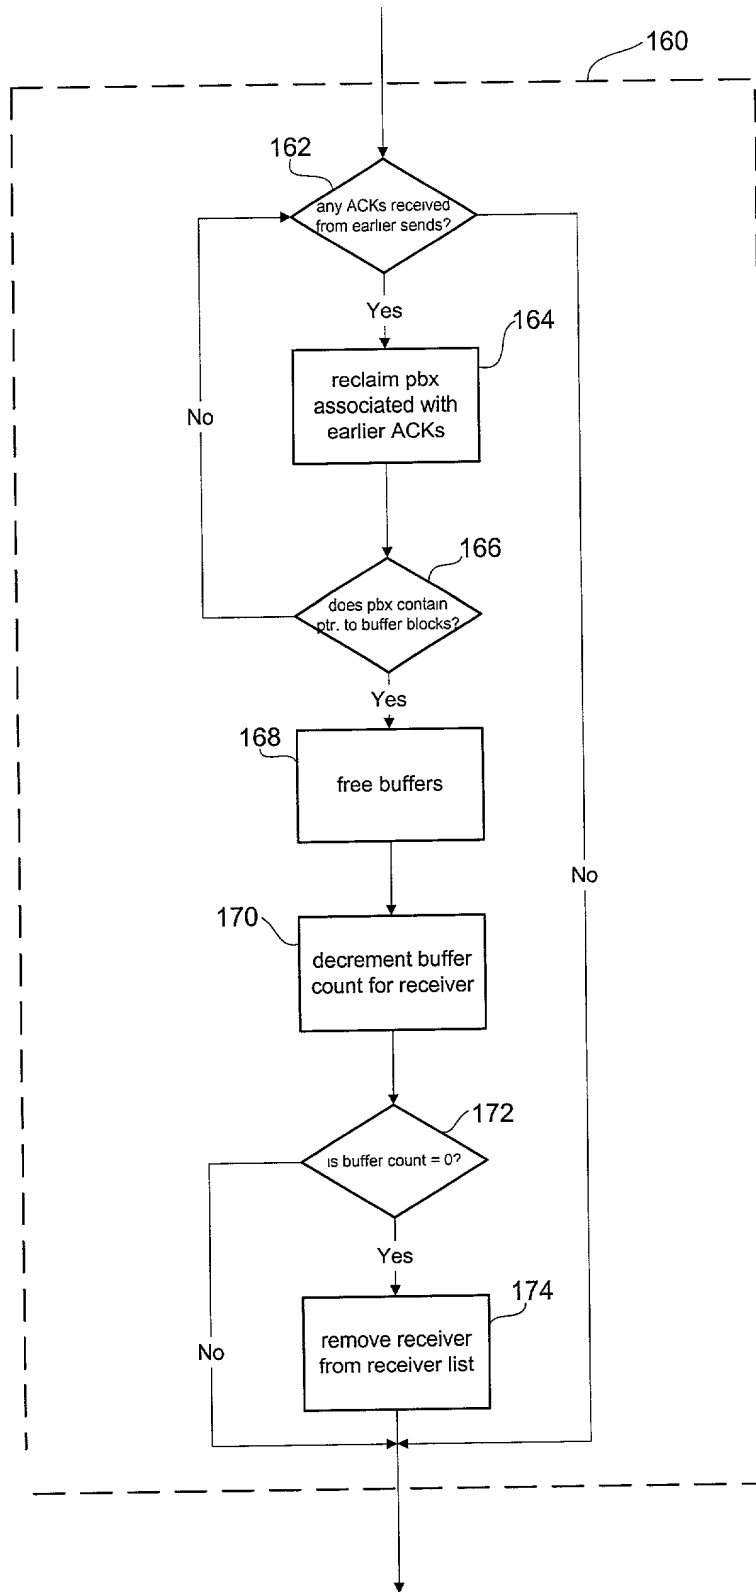 160
162
any ACKs received
from earlier sends?
Yes
164
reclaim pbx
associated with
earlier ACKs
No
166
does pbx contain
ptr. to buffer blocks?
Yes
168
free buffers
No
170
decrement buffer
count for receiver
172
is buffer count = 0?
Yes
174
remove receiver
from receiver list
No